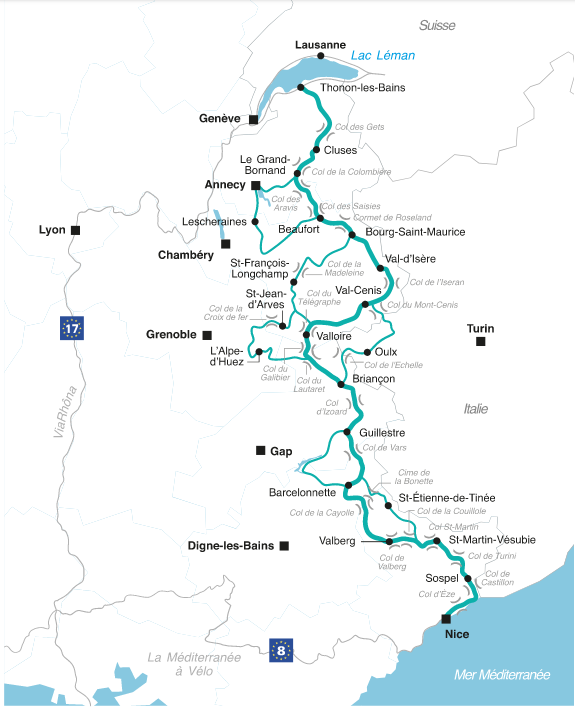 Suisse
Lausanne
Lac Léman
Thonon-les-Bains
Genève
Col des Gets
Cluses
Le Grand-
Bornand
Col de la Colombière
Annecy
Col des
Aravis
Col des Saisies
Lescheraines
Cormet de Roseland
Beaufort
Bourg-Saint-Maurice
Lyon
Chambéry
St-François-
Longchamp
Col de la
Madeleine
Val-d'Isère
Col de l'Iseran
St-Jean-
d'Arves
Col du
Télégraphe
Val-Cenis
Col du Mont-Cenis
Col de la
Croix de fer
17
Grenoble
Valloire
Turin
L'Alpe-
d'Huez
Oulx
Col de l'Echelle
Col du
Galibier
Col du
Lautaret
Briançon
ViaRhôna
Col
d'Izoard
Italie
Guillestre
Col de Vars
Gap
Cime de
la Bonette
Barcelonnette
St-Étienne-de-Tinée
Col de la Cayolle
Col de la Couillole
Col St-Martin
Valberg
St-Martin-Vésubie
Digne-les-Bains
Col de
Valberg
Col de Turini
Sospel
Col de
Castillon
Col d'Èze
Nice
8
La Méditerranée
à Vélo
Mer Méditerranée